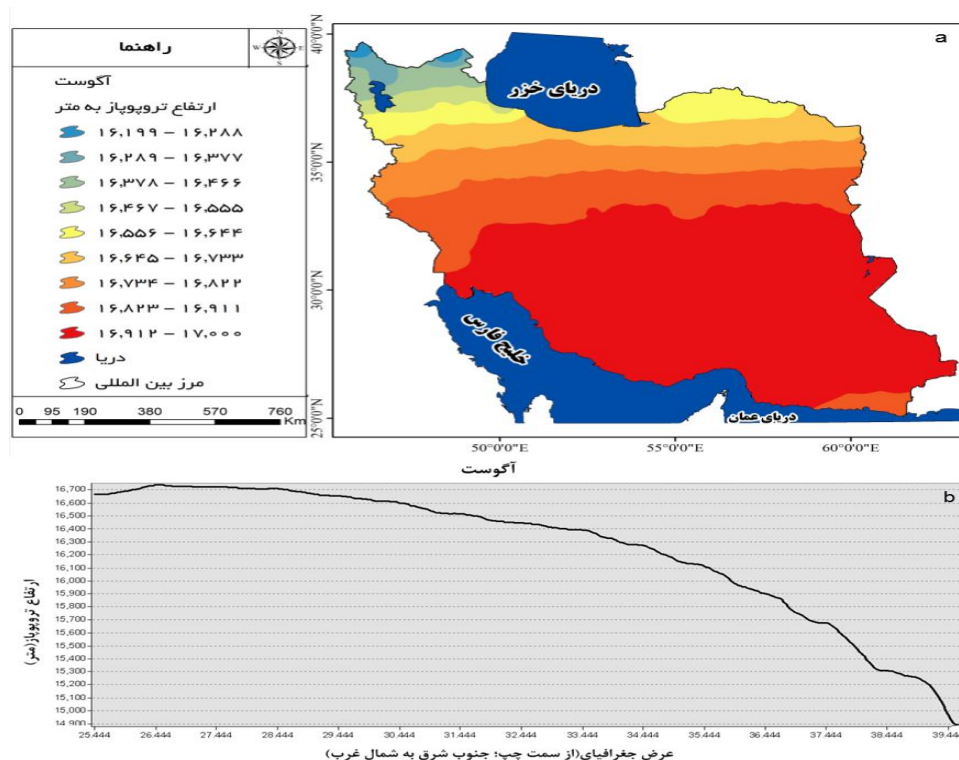 راهنما
N
W
E
S
آگوست
ارتفاع تروپوپاز به متر
۱۶,۱۹۹ – ۱۶,۲۸۸
۱۶,۲۸۹ – ۱۶,۳۷۷
۱۶,۳۷۸ – ۱۶,۴۶۶
۱۶,۴۶۷ – ۱۶,۵۵۵
۱۶,۵۵۶ – ۱۶,۶۴۴
۱۶,۶۴۵ – ۱۶,۷۳۳
۱۶,۷۳۴ – ۱۶,۸۲۲
۱۶,۸۲۳ – ۱۶,۹۱۱
۱۶,۹۱۲ – ۱۷,۰۰۰
دریا
مرز بین المللی
0 95 190 380 570 760
Km
a
40°0'0"N
35°0'0"N
30°0'0"N
25°0'0"N
دریای خزر
خلیج فارس
دریای عمان
50°0'0"E 55°0'0"E 60°0'0"E
آگوست
b
ارتفاع تروپوپاز(متر)
16,700
16,600
16,500
16,400
16,300
16,200
16,100
16,000
15,900
15,800
15,700
15,600
15,500
15,400
15,300
15,200
15,100
15,000
14,900
25.444 26.444 27.444 28.444 29.444 30.444 31.444 32.444 33.444 34.444 35.444 36.444 37.444 38.444 39.444
عرض جغرافیای(از سمت چپ؛ جنوب شرق به شمال غرب)